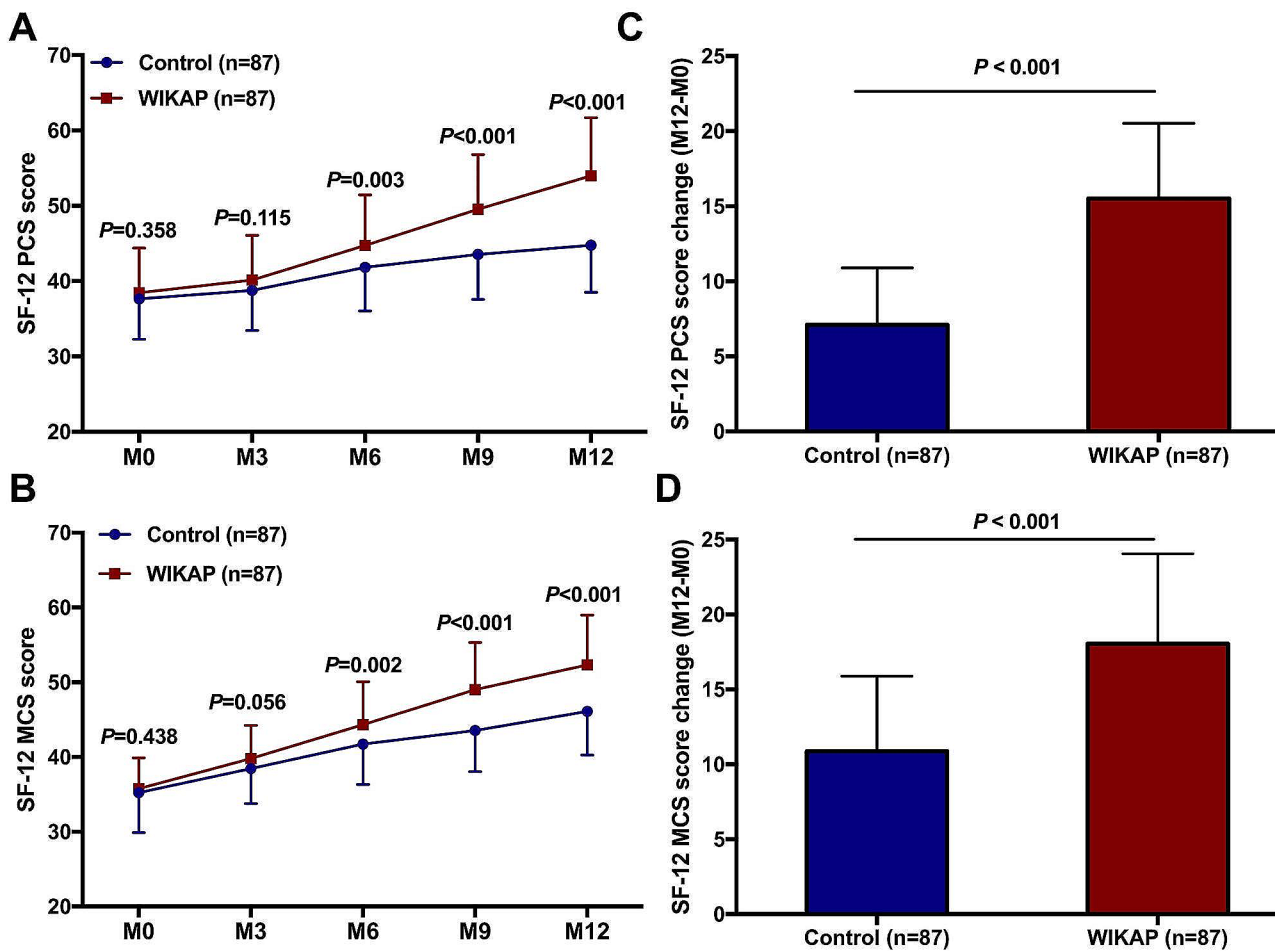 A
SF-12 PCS score
70
60
50
40
30
20
Control (n=87)
WIKAP (n=87)
P=0.358
P=0.115
P=0.003
P<0.001
P<0.001
M0 M3 M6 M9 M12
B
SF-12 MCS score
70
60
50
40
30
20
Control (n=87)
WIKAP (n=87)
P=0.438
P=0.056
P=0.002
P<0.001
P<0.001
M0 M3 M6 M9 M12
C
SF-12 PCS score change (M12-M0)
25
20
15
10
5
0
P < 0.001
Control (n=87) WIKAP (n=87)
D
SF-12 MCS score change (M12-M0)
25
20
15
10
5
0
P < 0.001
Control (n=87) WIKAP (n=87)